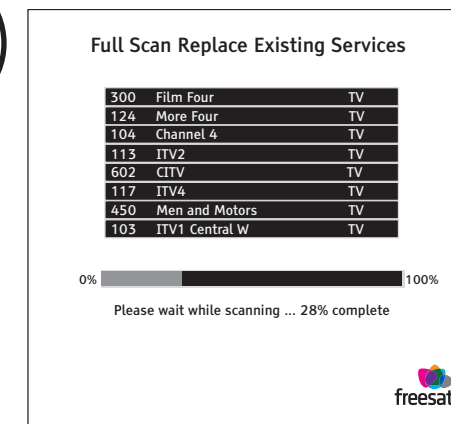 Full Scan Replace Existing Services
300 Film Four TV
124 More Four TV
104 Channel 4 TV
113 ITV2 TV
602 CITV TV
117 ITV4 TV
450 Men and Motors TV
103 ITV1 Central W TV
0% 100%
Please wait while scanning ... 28% complete
freesat